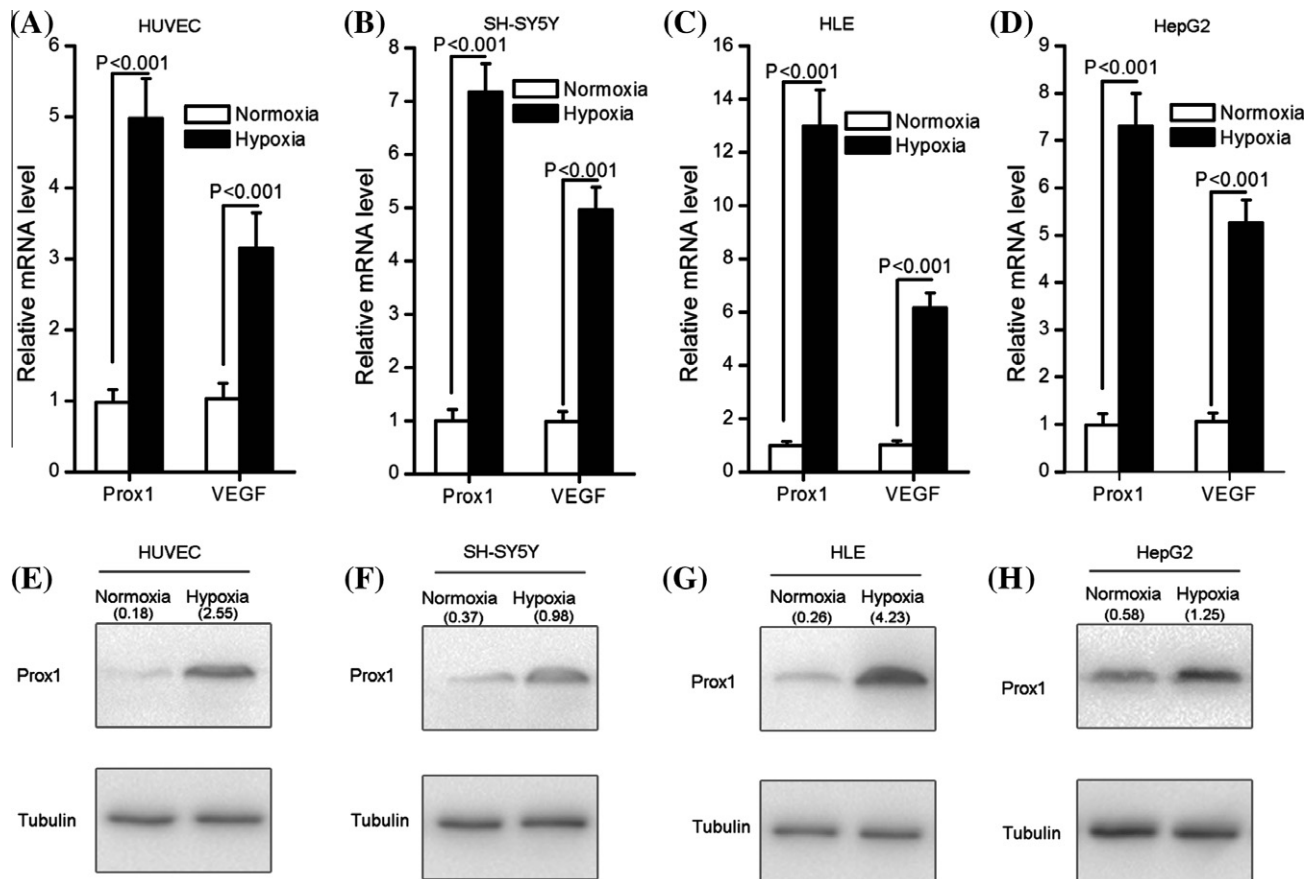 (A)
HUVEC
Relative mRNA level
6
5
4
3
2
1
0
P<0.001
P<0.001
Normoxia
Hypoxia
Prox1
VEGF
(B)
SH-SY5Y
Relative mRNA level
8
7
6
5
4
3
2
1
0
P<0.001
P<0.001
Normoxia
Hypoxia
Prox1
VEGF
(C)
HLE
Relative mRNA level
16
14
12
10
8
6
4
2
0
P<0.001
P<0.001
Normoxia
Hypoxia
Prox1
VEGF
(D)
HepG2
Relative mRNA level
9
8
7
6
5
4
3
2
1
0
P<0.001
P<0.001
Normoxia
Hypoxia
Prox1
VEGF
(E)
HUVEC
Normoxia Hypoxia
(0.18) (2.55)
Prox1
Tubulin
(F)
SH-SY5Y
Normoxia Hypoxia
(0.37) (0.98)
Prox1
Tubulin
(G)
HLE
Normoxia Hypoxia
(0.26) (4.23)
Prox1
Tubulin
(H)
HepG2
Normoxia Hypoxia
(0.58) (1.25)
Prox1
Tubulin